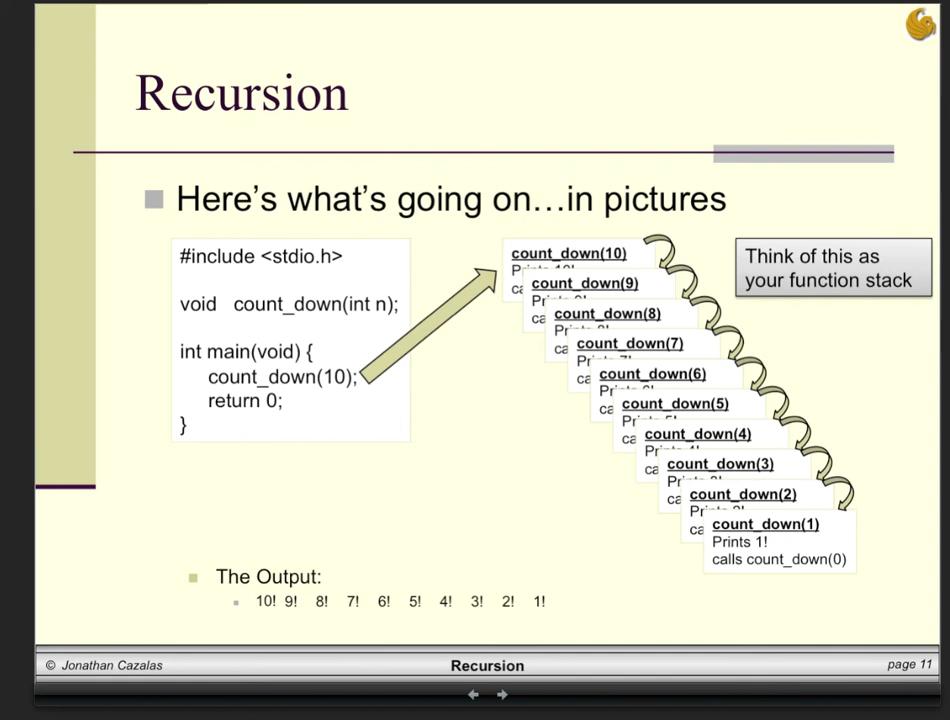 Recursion
Here's what's going on…in pictures
#include <stdio.h>
void count_down(int n);
int main(void) {
count_down(10);
return 0;
}
count_down(10)
count_down(9)
count_down(8)
count_down(7)
count_down(6)
count_down(5)
count_down(4)
count_down(3)
count_down(2)
count_down(1)
Prints 1!
calls count_down(0)
Think of this as
your function stack
The Output:
10! 9! 8! 7! 6! 5! 4! 3! 2! 1!
© Jonathan Cazalas
Recursion
page 11